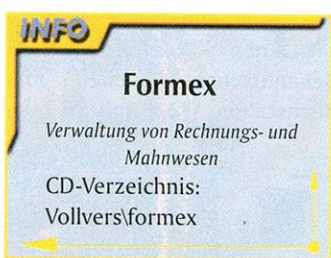 INFO
Formex
Verwaltung von Rechnungs- und
Mahnwesen
CD-Verzeichnis:
Vollvers\formex